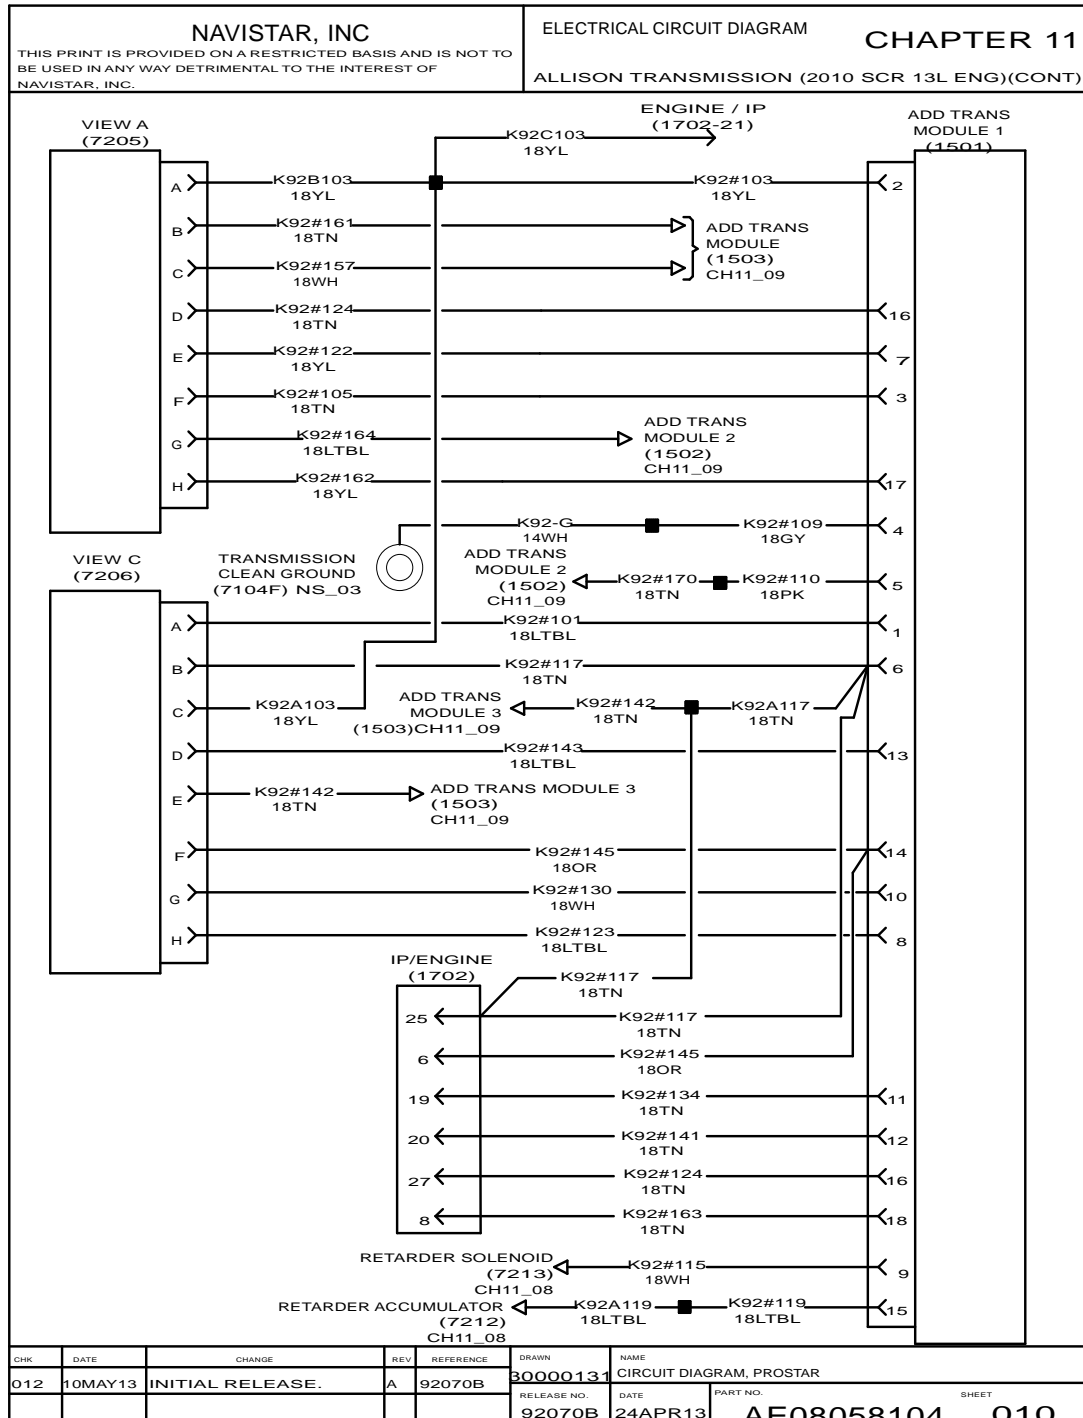 NAVISTAR, INC
THIS PRINT IS PROVIDED ON A RESTRICTED BASIS AND IS NOT TO
BE USED IN ANY WAY DETRIMENTAL TO THE INTEREST OF
NAVISTAR, INC.
ELECTRICAL CIRCUIT DIAGRAM
CHAPTER 11
ALLISON TRANSMISSION (2010 SCR 13L ENG)(CONT)
VIEW A
(7205)
ENGINE / IP
(1702-21)
ADD TRANS
MODULE 1
(1501)
K92C103
18YL
A
K92B103
18YL
K92#103
18YL
2
B
K92#161
18TN
ADD TRANS
MODULE
(1503)
CH11_09
C
K92#157
18WH
D
K92#124
18TN
16
E
K92#122
18YL
7
F
K92#105
18TN
3
G
K92#164
18LTBL
ADD TRANS
MODULE 2
(1502)
CH11_09
H
K92#162
18YL
17
K92-G
14WH
K92#109
18GY
4
TRANSMISSION
CLEAN GROUND
(7104F) NS_03
ADD TRANS
MODULE 2
(1502)
CH11_09
K92#170
18TN
K92#110
18PK
5
VIEW C
(7206)
A
K92#101
18LTBL
1
B
K92#117
18TN
6
C
K92A103
18YL
ADD TRANS
MODULE 3
(1503)CH11_09
K92#142
18TN
K92A117
18TN
D
K92#143
18LTBL
13
E
K92#142
18TN
ADD TRANS MODULE 3
(1503)
CH11_09
F
K92#145
18OR
14
G
K92#130
18WH
10
H
K92#123
18LTBL
8
IP/ENGINE
(1702)
K92#117
18TN
25
K92#117
18TN
6
K92#145
18OR
19
K92#134
18TN
11
20
K92#141
18TN
12
27
K92#124
18TN
16
8
K92#163
18TN
18
RETARDER SOLENOID
(7213)
CH11_08
K92#115
18WH
9
RETARDER ACCUMULATOR
(7212)
CH11_08
K92A119
18LTBL
K92#119
18LTBL
15
CHK DATE CHANGE REV REFERENCE DRAWN NAME
012 10MAY13 INITIAL RELEASE. A 92070B 30000131 CIRCUIT DIAGRAM, PROSTAR
RELEASE NO. DATE PART NO. SHEET
92070B 24APR13 AE08058104 010